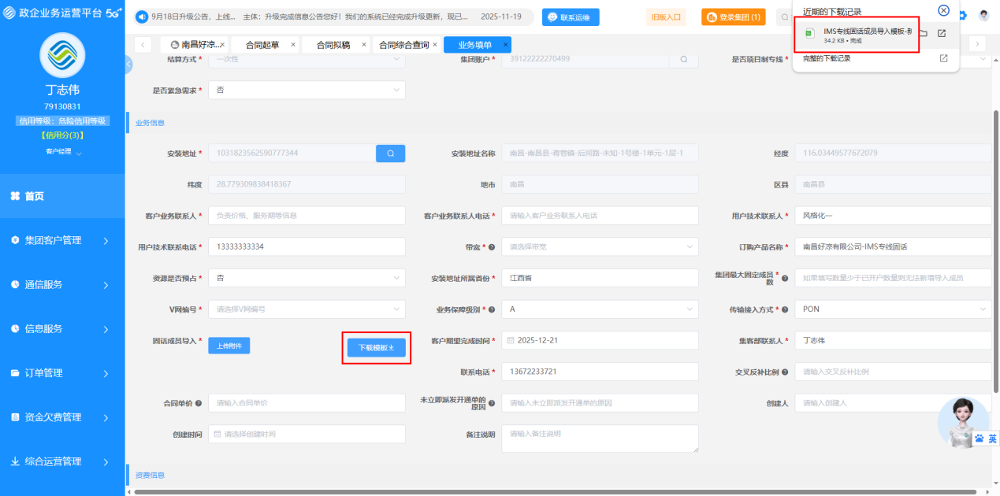 政企业务运营平台 5G
9月18日升级公告，上线... 主体：升级完成信息公告您好！我们的系统已经完成升级更新，现已... 2025-11-19
联系运维
旧版入口
登录集团 (1)
近期的下载记录
IMS专线固话成员导入模板-新
34.2 KB • 完成
完整的下载记录
南昌好凉... ×
合同起草 ×
合同拟稿 ×
合同综合查询 ×
业务填单 ×
丁志伟
79130831
信用等级：危险信用等级
【信用分(3)】
客户经理
首页
集团客户管理
通信服务
信息服务
订单管理
资金欠费管理
综合运营管理
结算方式 * 一次性
集团账户 * 39122222270499
是否项目制专线 *
是否紧急需求 * 否
业务信息
安装地址 * 1031823562590777344
安装地址名称 南昌-南昌县-蒋巷镇-后河路-未知-1号楼-1单元-1层-1
经度 116.03449577672079
纬度 28.779309838418367
地市 南昌
区县 南昌县
客户业务联系人 * 负责价格、服务期等信息
客户业务联系人电话 * 请输入客户业务联系人电话
用户技术联系人 * 风格化一
用户技术联系电话 * 13333333334
带宽 * 请选择带宽
订购产品名称 * 南昌好凉有限公司-IMS专线固话
资源是否预占 * 否
安装地址所属省份 * 江西省
集团最大固定成员数 * 如果填写数量少于已开户数量则无法新增导入成员
V网编号 * 请选择V网编号
业务保障级别 * A
传输接入方式 * PON
固话成员导入 * 上传附件 下载模板
客户期望完成时间 * 2025-12-21
集客部联系人 * 丁志伟
联系电话 * 13672233721
交叉反补比例 请输入交叉反补比例
合同单价 请输入合同单价
未立即派发开通单的原因 请输入未立即派发开通单的原因
创建人 请输入创建人
创建时间 请选择创建时间
备注说明 请输入备注说明
英
资费信息